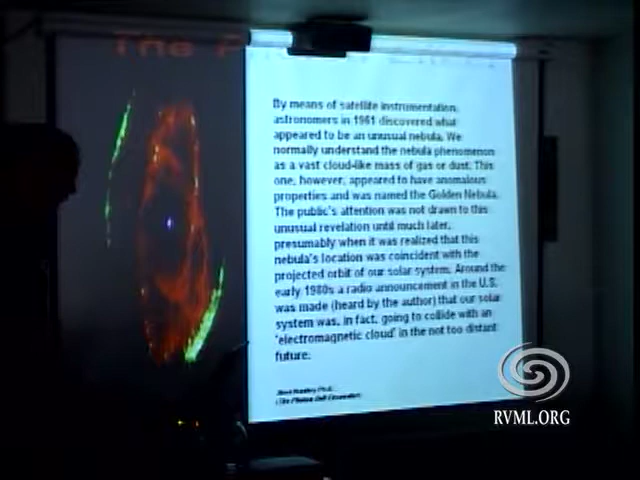 The P
By means of satellite instrumentation,
astronomers in 1961 discovered what
appeared to be an unusual nebula. We
normally understand the nebula phenomenon
as a vast cloud-like mass of gas or dust. This
one, however, appeared to have anomalous
properties and was named the Golden Nebula.
The public's attention was not drawn to this
unusual revelation until much later,
presumably when it was realized that this
nebula's location was coincident with the
projected orbit of our solar system. Around the
early 1980s a radio announcement in the U.S.
was made (heard by the author) that our solar
system was, in fact, going to collide with an
'electromagnetic cloud' in the not too distant
future.
(The Photon Belt Encounter)
RVML.ORG